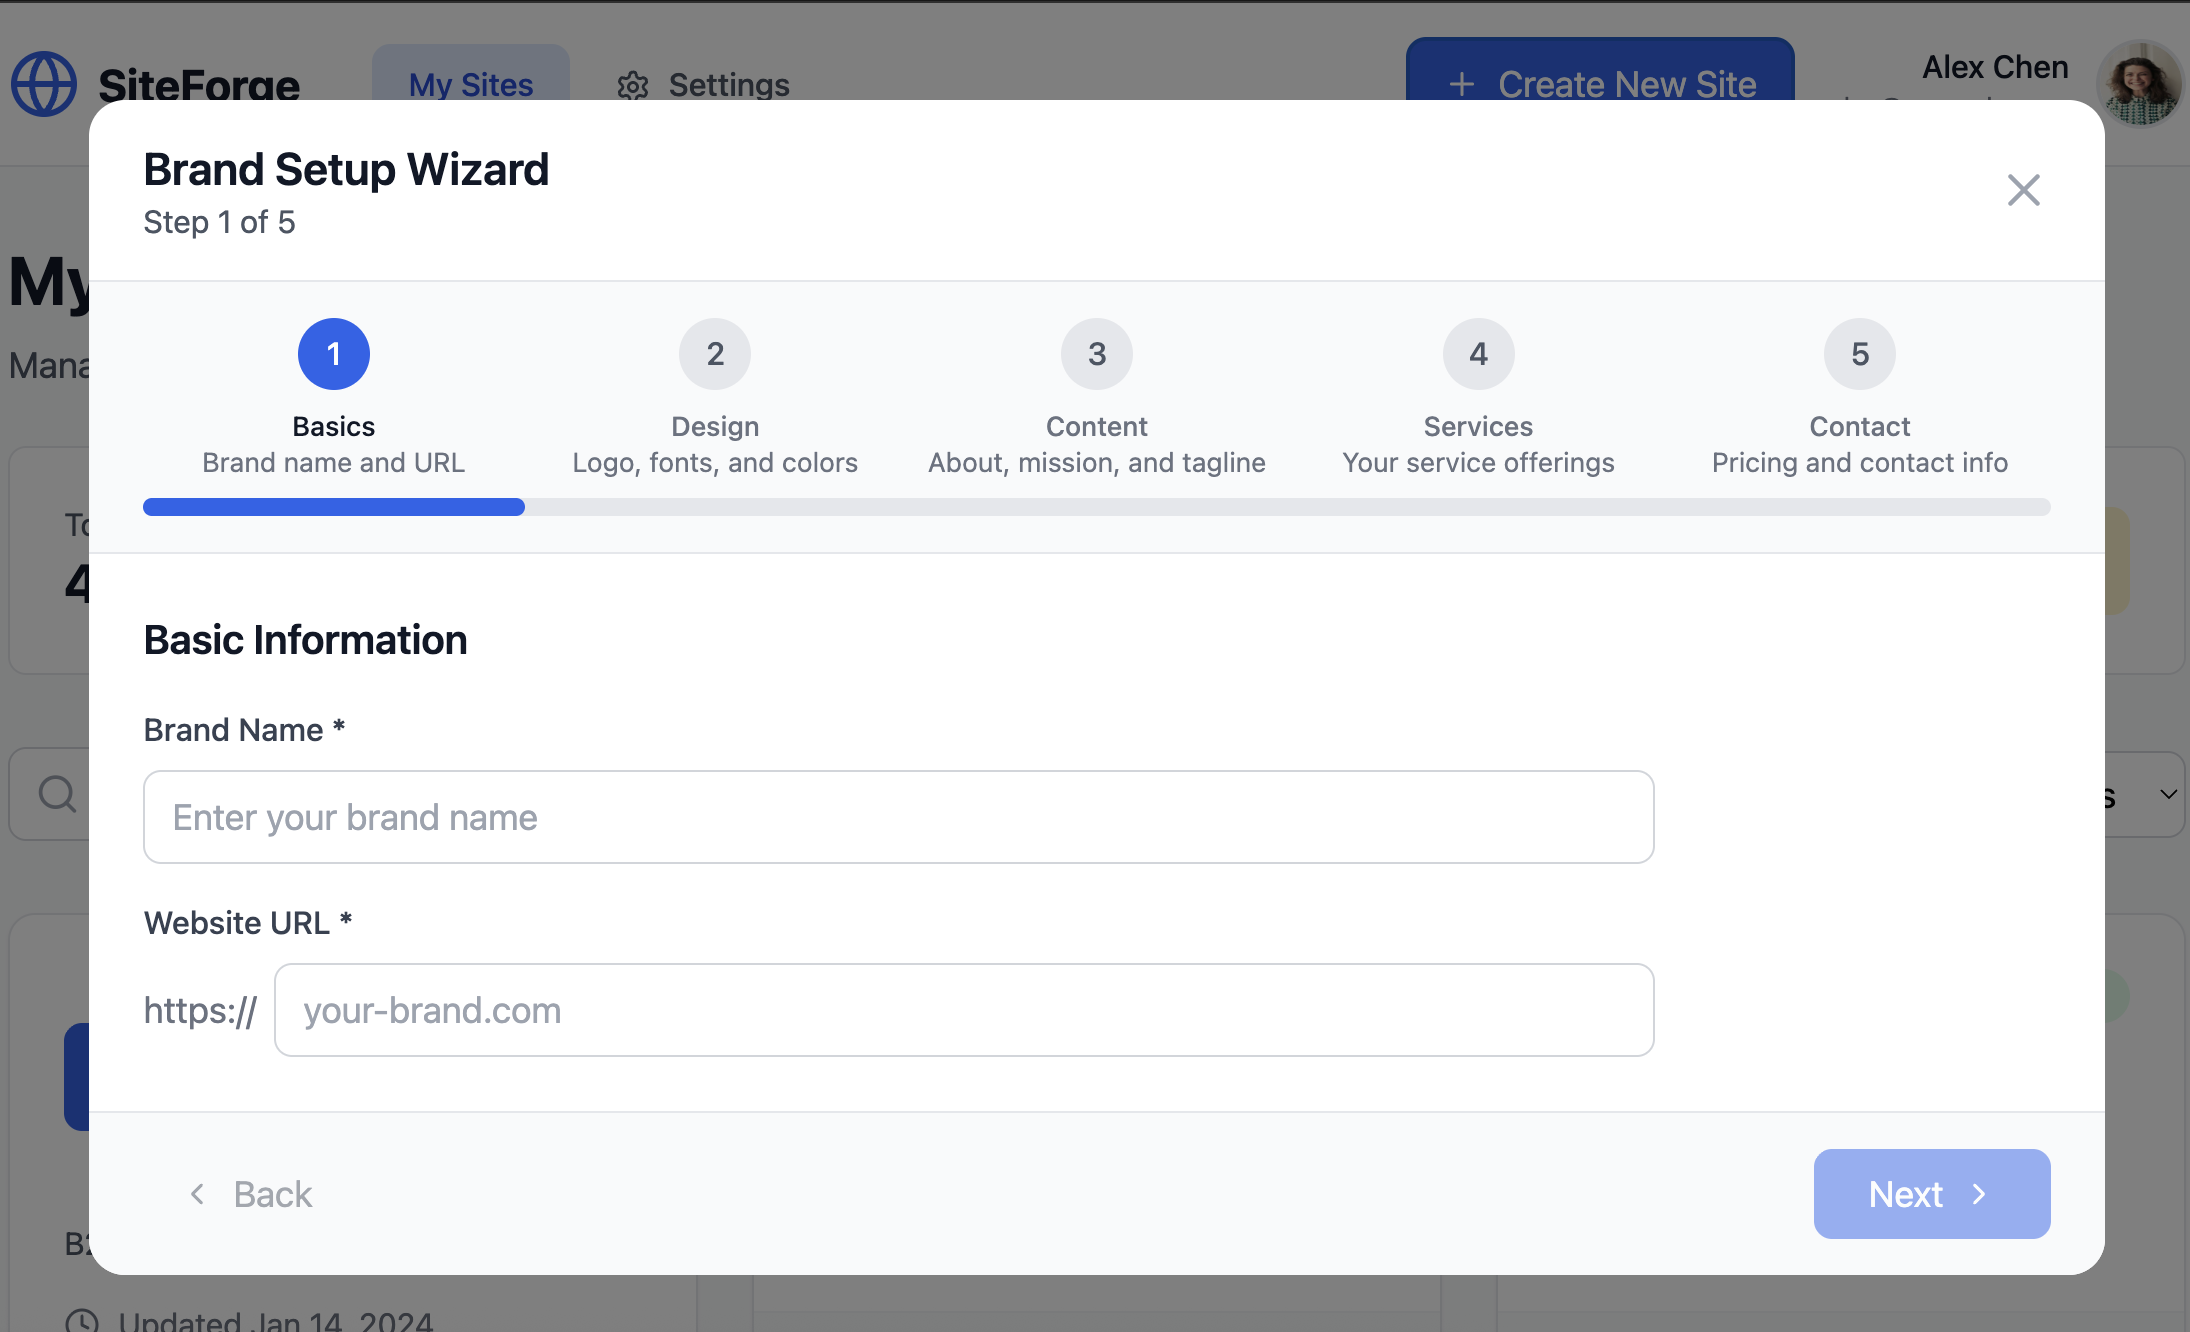 SiteForge
My Sites
Settings
+ Create New Site
Alex Chen
My
Brand Setup Wizard
Step 1 of 5
1
2
3
4
5
Basics
Design
Content
Services
Contact
Brand name and URL
Logo, fonts, and colors
About, mission, and tagline
Your service offerings
Pricing and contact info
4
Basic Information
Brand Name *
Enter your brand name
Website URL *
https://
your-brand.com
Back
Next
Updated Jan 14, 2024